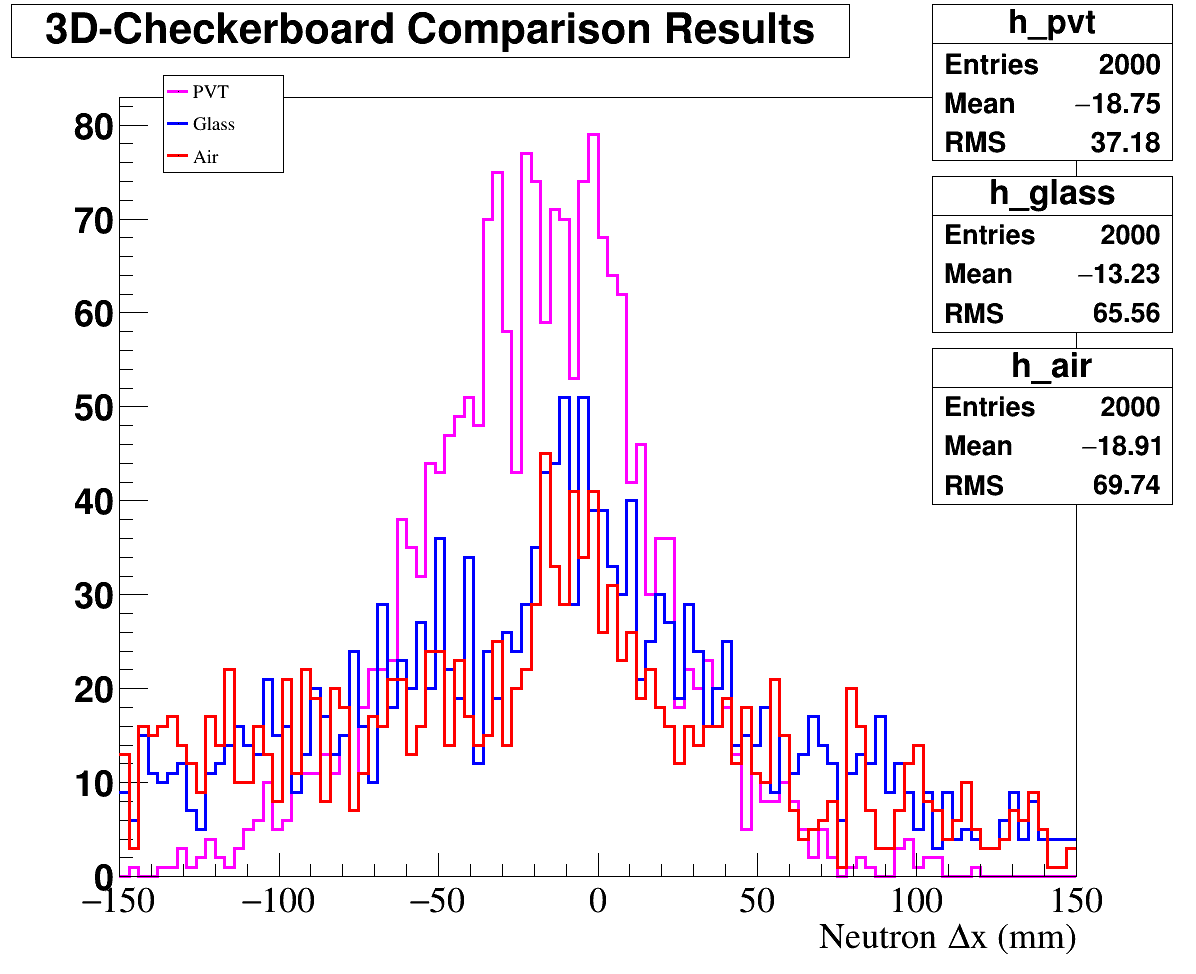 3D-Checkerboard Comparison Results
PVT
Glass
Air
h_pvt
Entries 2000
Mean −18.75
RMS 37.18
h_glass
Entries 2000
Mean −13.23
RMS 65.56
h_air
Entries 2000
Mean −18.91
RMS 69.74
80
70
60
50
40
30
20
10
0
−150 −100 −50 0 50 100 150
Neutron Δx (mm)